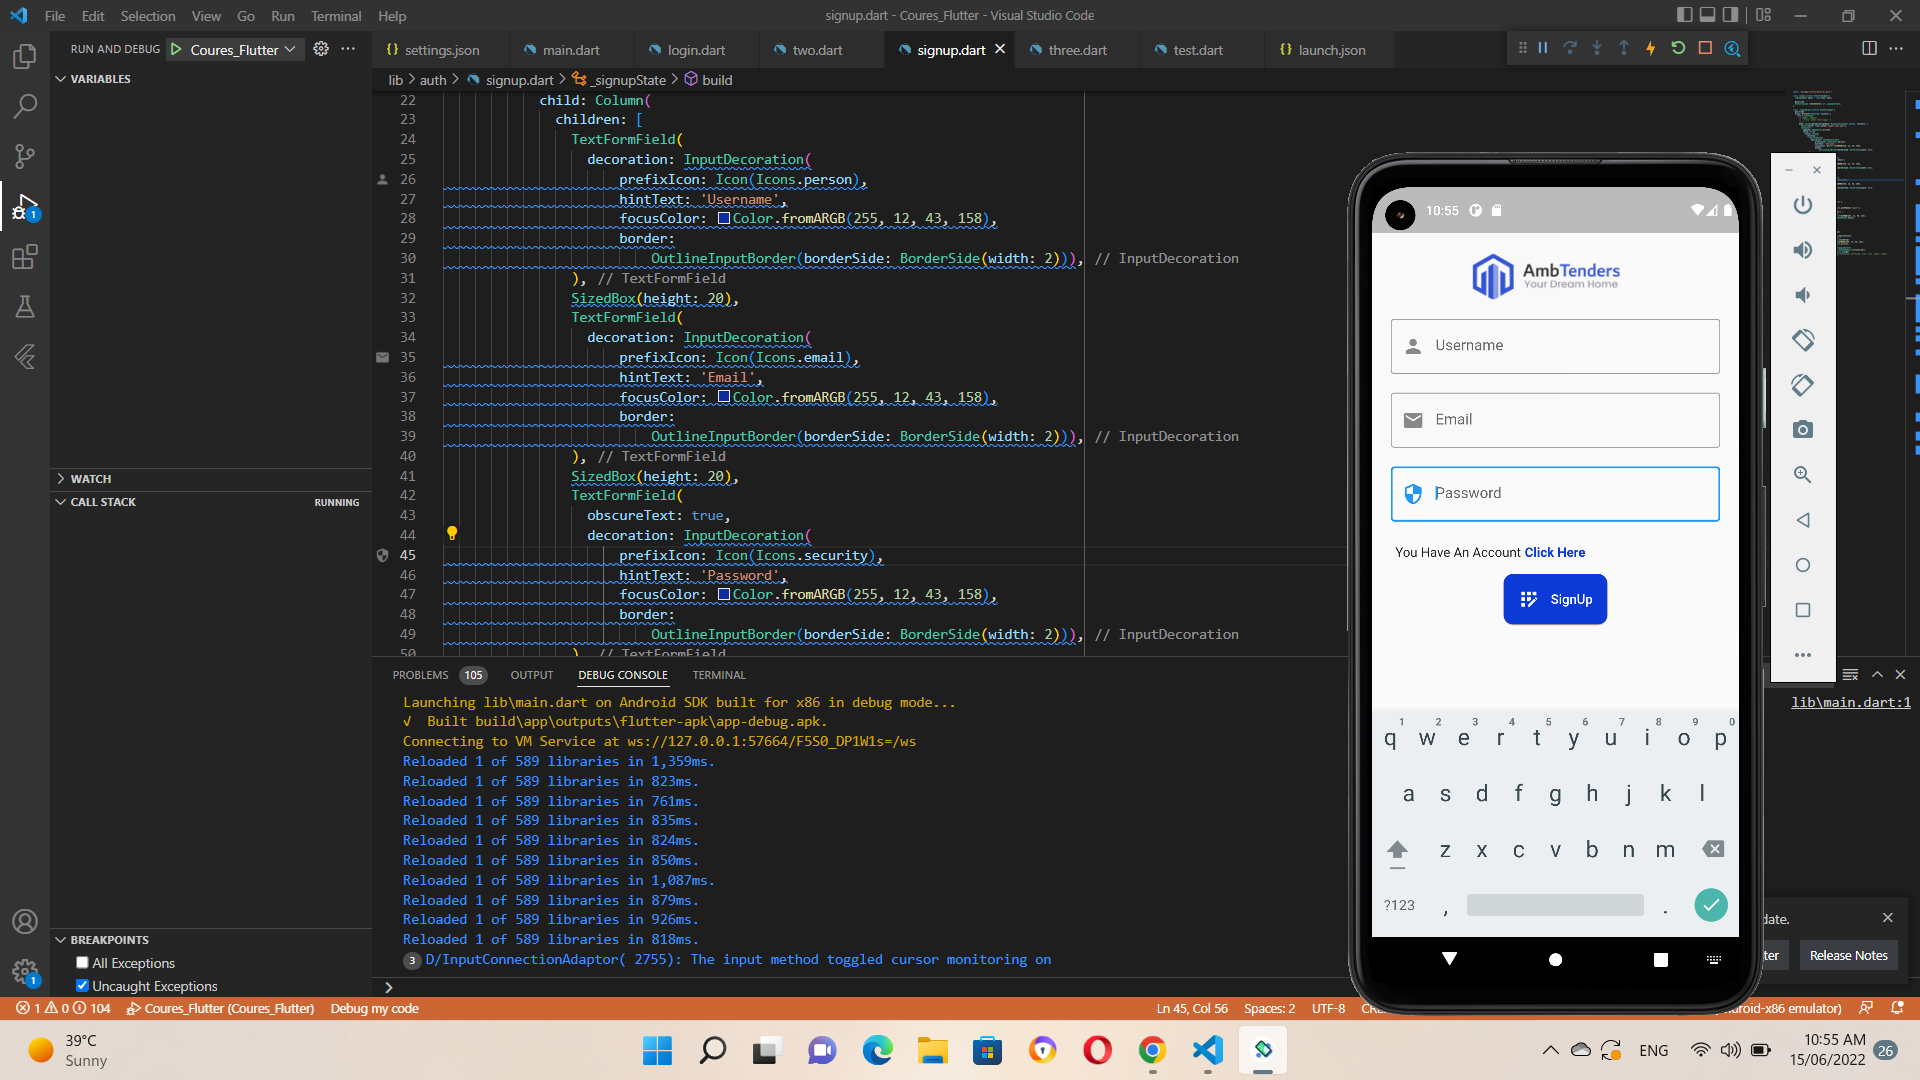 File Edit Selection View Go Run Terminal Help
signup.dart - Coures_Flutter - Visual Studio Code
RUN AND DEBUG Coures_Flutter
settings.json main.dart login.dart two.dart signup.dart three.dart test.dart launch.json
lib > auth > signup.dart > _signupState > build
VARIABLES
WATCH
CALL STACK RUNNING
BREAKPOINTS
All Exceptions
Uncaught Exceptions
22 child: Column(
23 children: [
24 TextFormField(
25 decoration: InputDecoration(
26 prefixIcon: Icon(Icons.person),
27 hintText: 'Username',
28 focusColor: Color.fromARGB(255, 12, 43, 158),
29 border:
30 OutlineInputBorder(borderSide: BorderSide(width: 2))), // InputDecoration
31 ), // TextFormField
32 SizedBox(height: 20),
33 TextFormField(
34 decoration: InputDecoration(
35 prefixIcon: Icon(Icons.email),
36 hintText: 'Email',
37 focusColor: Color.fromARGB(255, 12, 43, 158),
38 border:
39 OutlineInputBorder(borderSide: BorderSide(width: 2))), // InputDecoration
40 ), // TextFormField
41 SizedBox(height: 20),
42 TextFormField(
43 obscureText: true,
44 decoration: InputDecoration(
45 prefixIcon: Icon(Icons.security),
46 hintText: 'Password',
47 focusColor: Color.fromARGB(255, 12, 43, 158),
48 border:
49 OutlineInputBorder(borderSide: BorderSide(width: 2))), // InputDecoration
50 ) // TextFormField
PROBLEMS 105 OUTPUT DEBUG CONSOLE TERMINAL
Launching lib\main.dart on Android SDK built for x86 in debug mode...
√ Built build\app\outputs\flutter-apk\app-debug.apk.
Connecting to VM Service at ws://127.0.0.1:57664/F5S0_DP1W1s=/ws
Reloaded 1 of 589 libraries in 1,359ms.
Reloaded 1 of 589 libraries in 823ms.
Reloaded 1 of 589 libraries in 761ms.
Reloaded 1 of 589 libraries in 835ms.
Reloaded 1 of 589 libraries in 824ms.
Reloaded 1 of 589 libraries in 850ms.
Reloaded 1 of 589 libraries in 1,087ms.
Reloaded 1 of 589 libraries in 879ms.
Reloaded 1 of 589 libraries in 926ms.
Reloaded 1 of 589 libraries in 818ms.
3 D/InputConnectionAdaptor( 2755): The input method toggled cursor monitoring on
lib\main.dart:1
10:55
AmbTenders
Your Dream Home
Username
Email
Password
You Have An Account Click Here
SignUp
1 2 3 4 5 6 7 8 9 0
q w e r t y u i o p
a s d f g h j k l
z x c v b n m
?123 , .
date.
ter Release Notes
1 0 104 Coures_Flutter (Coures_Flutter) Debug my code
Ln 45, Col 56 Spaces: 2 UTF-8 CRL droid-x86 emulator)
1
1
39°C
Sunny
ENG
10:55 AM
15/06/2022
26